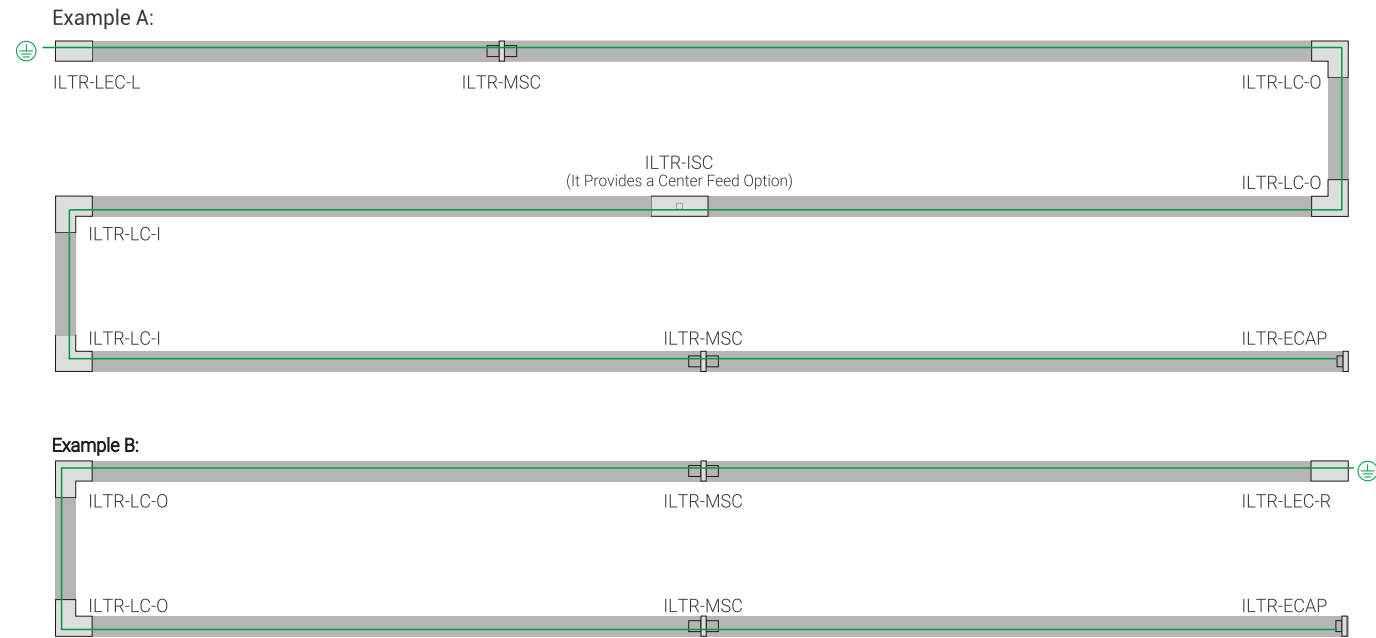 Example A:
ILTR-LEC-L
ILTR-MSC
ILTR-LC-O
ILTR-ISC
(It Provides a Center Feed Option)
ILTR-LC-O
ILTR-LC-I
ILTR-LC-I
ILTR-MSC
ILTR-ECAP
Example B:
ILTR-LC-O
ILTR-MSC
ILTR-LEC-R
ILTR-LC-O
ILTR-MSC
ILTR-ECAP